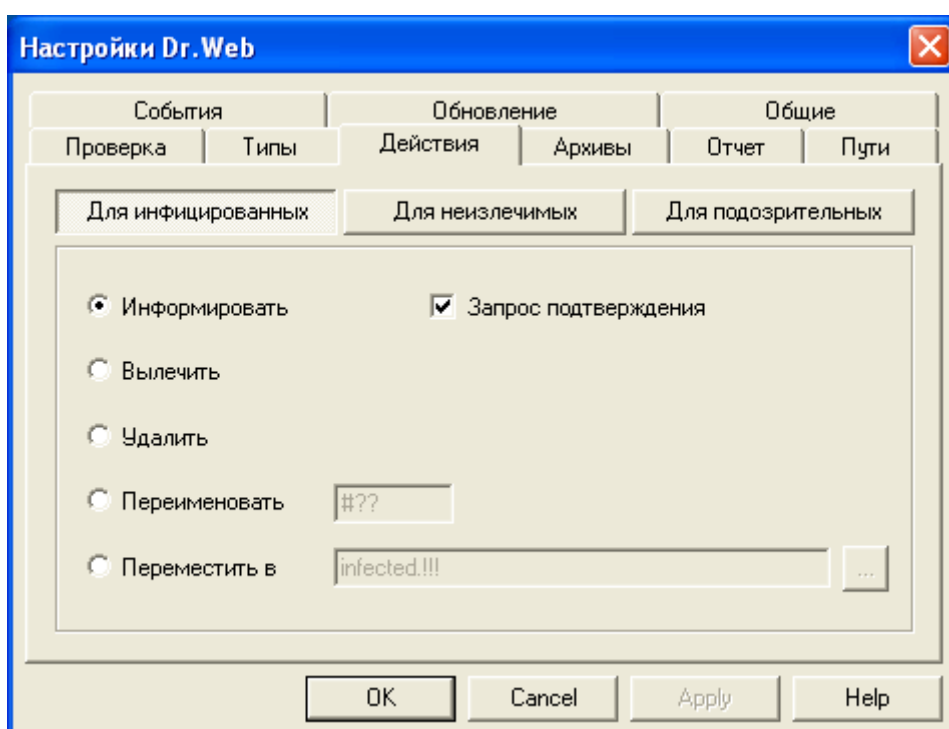 Настройки Dr.Web
События Обновление Общие
Проверка Типы Действия Архивы Отчет Пути
Для инфицированных Для неизлечимых Для подозрительных
Информировать Запрос подтверждения
Вылечить
Удалить
Переименовать #??
Переместить в infected.!!! ...
OK Cancel Apply Help